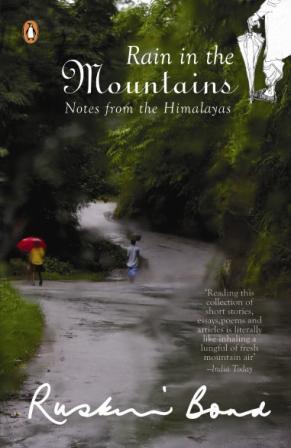 Rain in the
Mountains
Notes from the Himalayas
'Reading this
collection of
short stories,
essays,poems and
articles is literally
like inhaling a
lungful of fresh
mountain air'
–India Today
Ruskin Bond